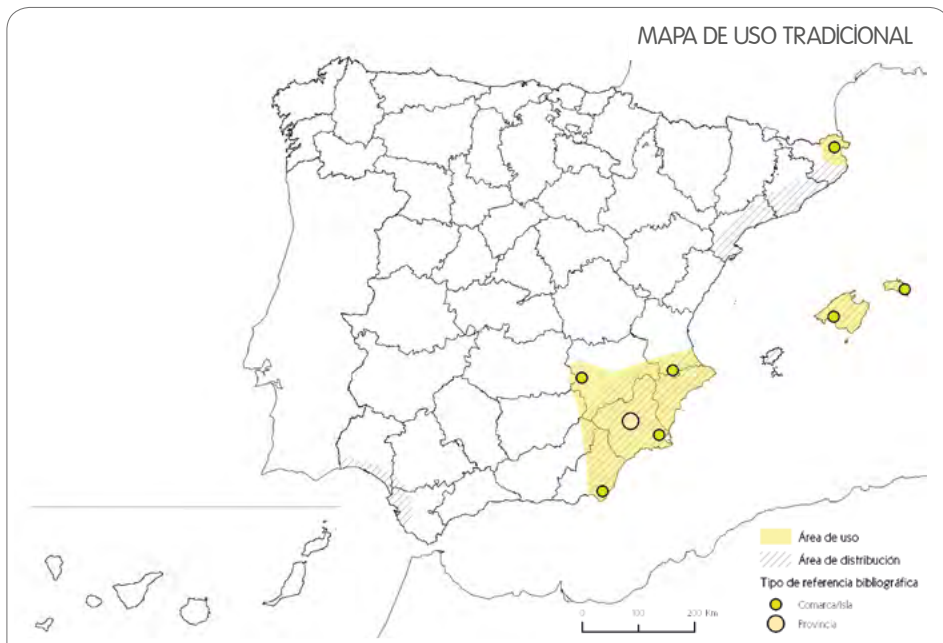 MAPA DE USO TRADICIONAL
Área de uso
Área de distribución
Tipo de referencia bibliográfica
Comarca/Isla
Provincia
0 100 200 Km